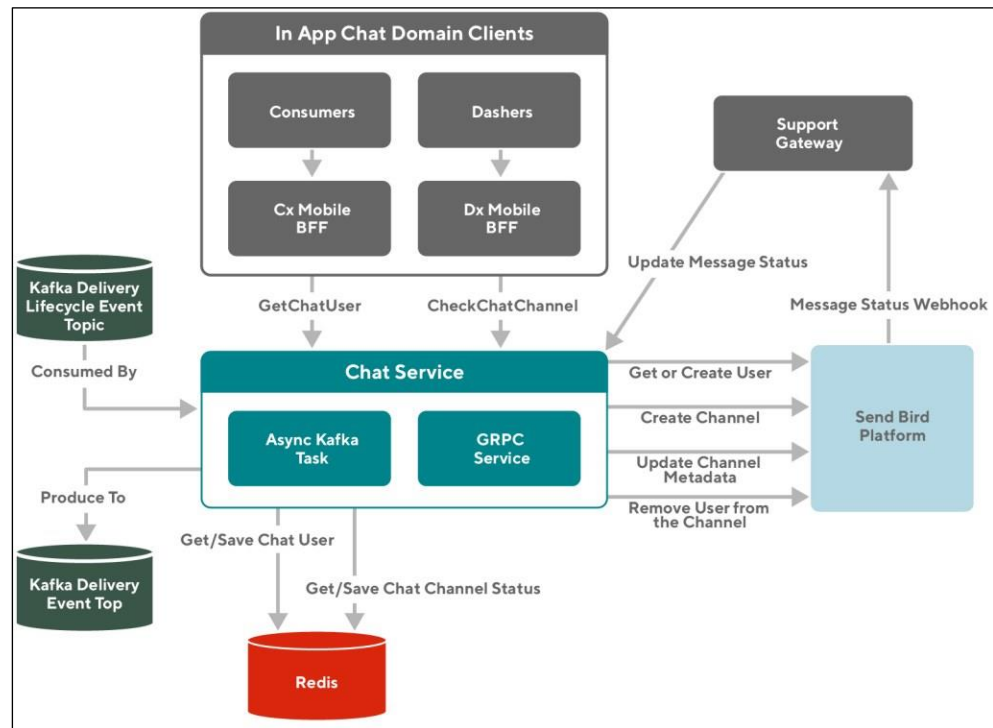 In App Chat Domain Clients
Consumers
Dashers
Cx Mobile
BFF
Dx Mobile
BFF
Support
Gateway
Kafka Delivery
Lifecycle Event
Topic
GetChatUser
CheckChatChannel
Update Message Status
Message Status Webhook
Consumed By
Chat Service
Async Kafka
Task
GRPC
Service
Get or Create User
Create Channel
Update Channel
Metadata
Remove User from
the Channel
Send Bird
Platform
Produce To
Kafka Delivery
Event Top
Get/Save Chat User
Get/Save Chat Channel Status
Redis